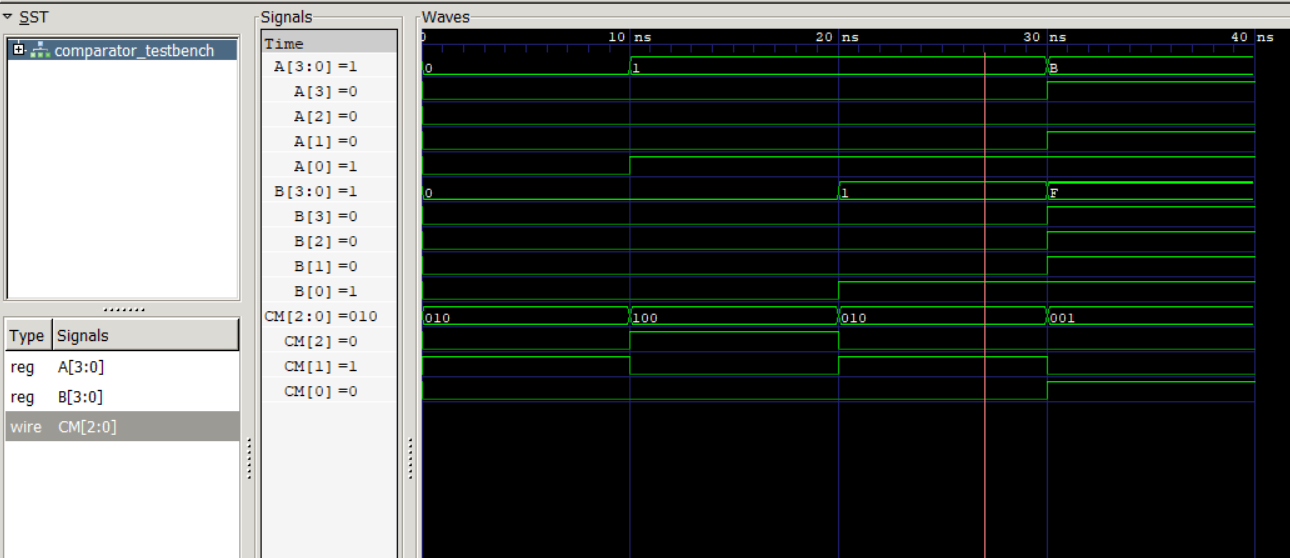 SST Signals Waves
comparator_testbench
Time 0 10 ns 20 ns 30 ns 40 ns
A[3:0] =1 0 1 B
A[3] =0
A[2] =0
A[1] =0
A[0] =1
B[3:0] =1 0 1 F
B[3] =0
B[2] =0
B[1] =0
B[0] =1
CM[2:0] =010 010 100 010 001
CM[2] =0
CM[1] =1
CM[0] =0
Type Signals
reg A[3:0]
reg B[3:0]
wire CM[2:0]